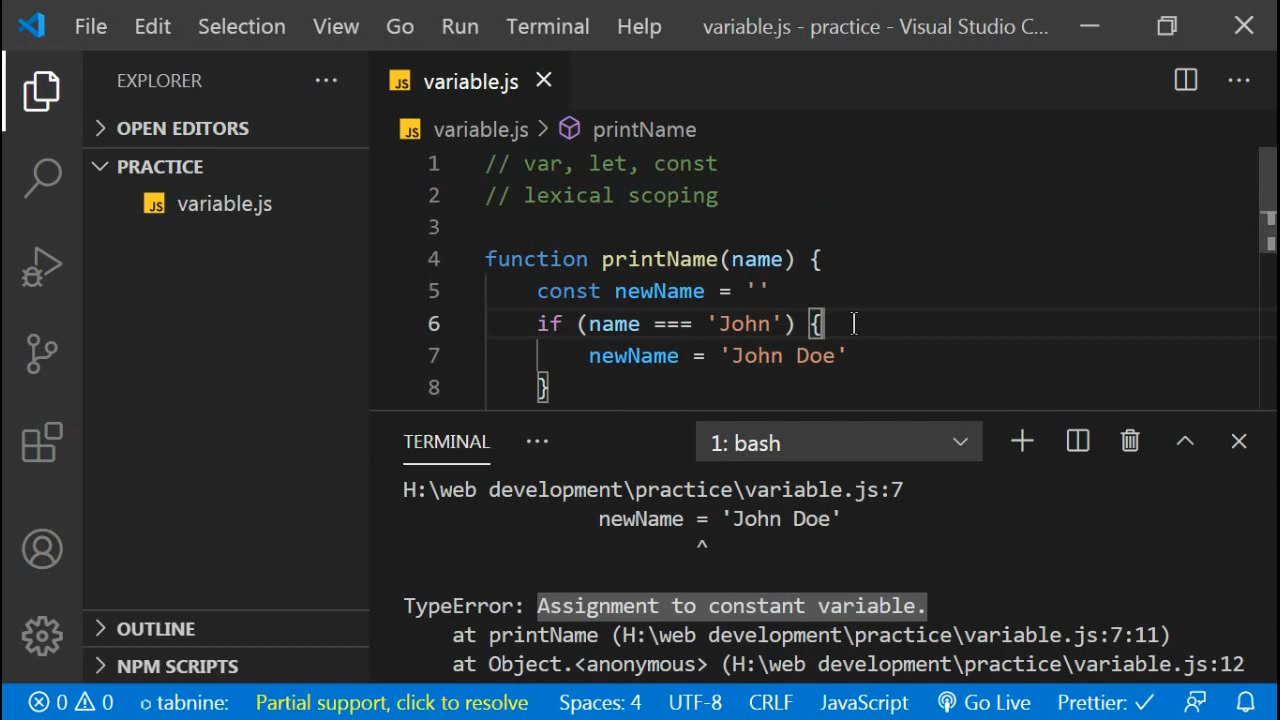 File Edit Selection View Go Run Terminal Help variable.js - practice - Visual Studio C...
EXPLORER
OPEN EDITORS
PRACTICE
JS variable.js
JS variable.js
JS variable.js > printName
1 // var, let, const
2 // lexical scoping
3
4 function printName(name) {
5 const newName = ''
6 if (name === 'John') {
7 newName = 'John Doe'
8 }
TERMINAL
1: bash
H:\web development\practice\variable.js:7
newName = 'John Doe'
^
TypeError: Assignment to constant variable.
at printName (H:\web development\practice\variable.js:7:11)
at Object.<anonymous> (H:\web development\practice\variable.js:12
OUTLINE
NPM SCRIPTS
0 0 tabnine: Partial support, click to resolve Spaces: 4 UTF-8 CRLF JavaScript Go Live Prettier: ✓